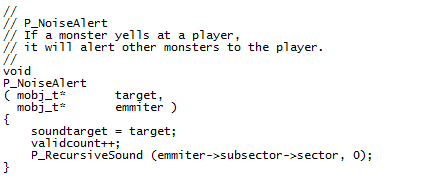 //
// P_NoiseAlert
// If a monster yells at a player,
// it will alert other monsters to the player.
//
void
P_NoiseAlert
( mobj_t*       target,
  mobj_t*       emmiter )
{
    soundtarget = target;
    validcount++;
    P_RecursiveSound (emmiter->subsector->sector, 0);
}